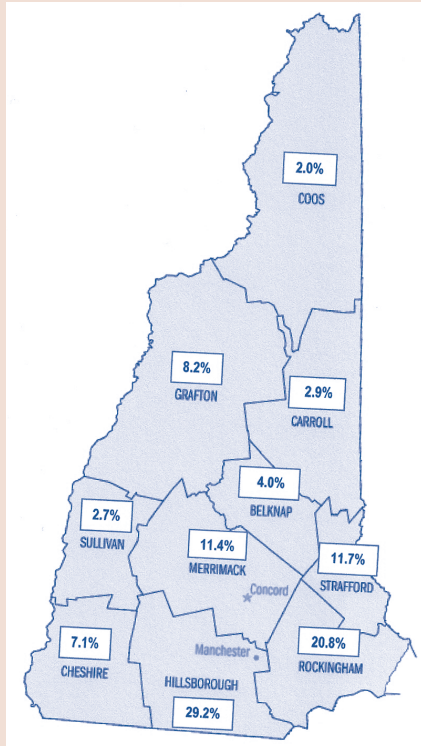 2.0%
COOS
8.2%
GRAFTON
2.9%
CARROLL
4.0%
BELKNAP
2.7%
SULLIVAN
11.4%
MERRIMACK
11.7%
STRAFFORD
Concord
7.1%
CHESHIRE
Manchester
20.8%
ROCKINGHAM
HILLSBOROUGH
29.2%